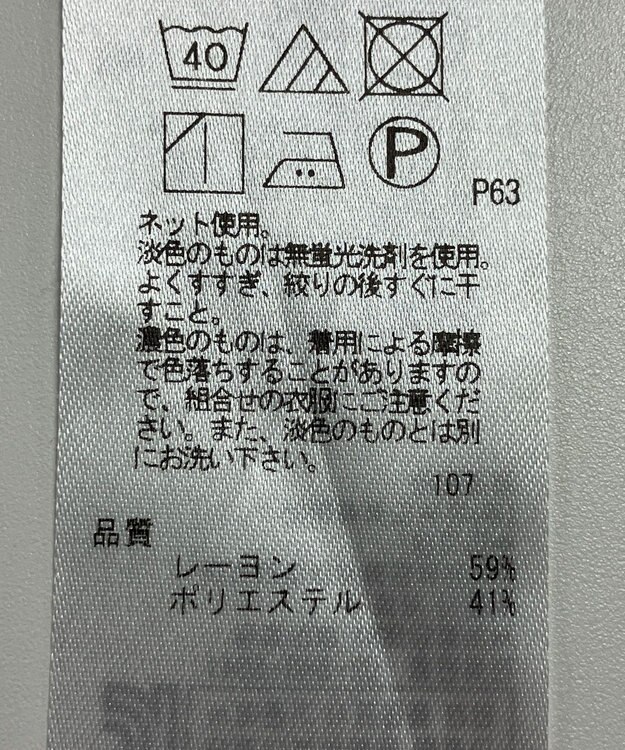 40
P
P63
ネット使用。
淡色のものは無蛍光洗剤を使用。
よくすすぎ、絞りの後すぐに干
すこと。
濃色のものは、着用による摩擦
で色落ちすることがありますの
で、組合せの衣服にご注意くだ
さい。また、淡色のものとは別
にお洗い下さい。
107
品質
レーヨン 59%
ポリエステル 41%